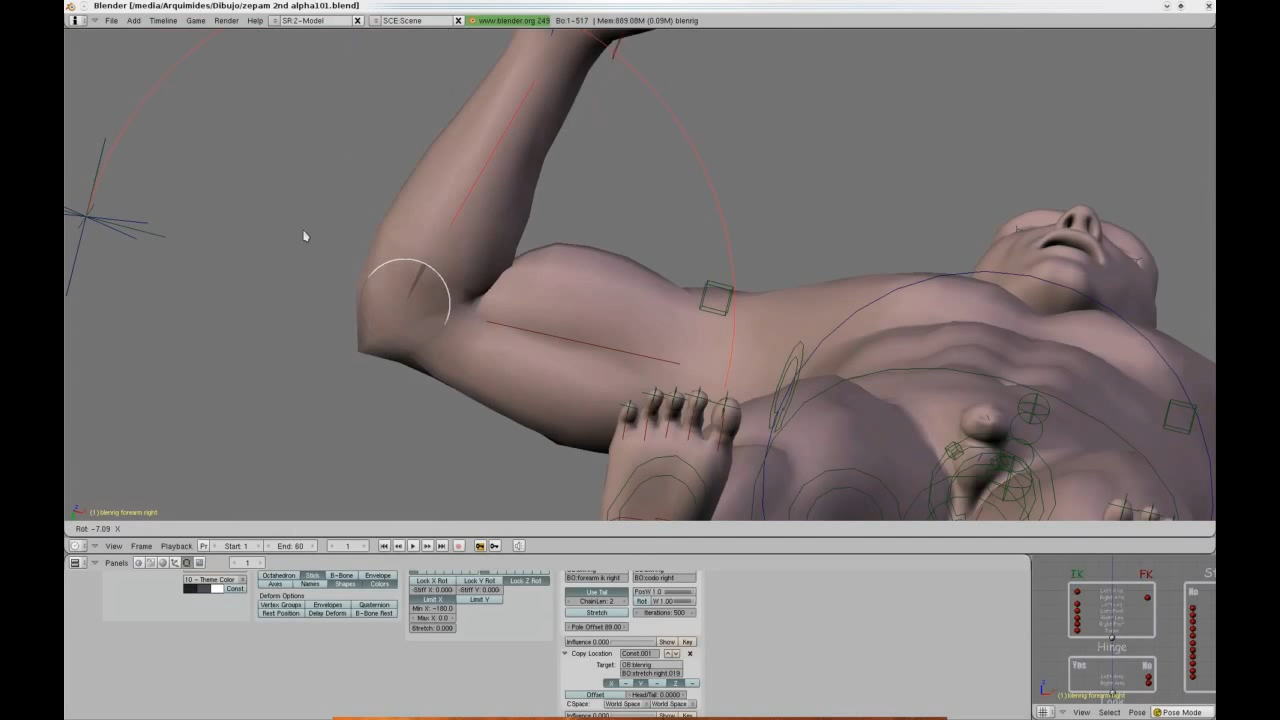 Blender [/media/Arquimides/Dibujo/zepam 2nd alpha101.blend]
File Add Timeline Game Render Help SR:2-Model SCE:Scene www.blender.org 249 Bo:1-517 | Mem:889.08M (0.09M) blenrig
(1) blenrig forearm right
Rot: -7.09 X
View Frame Playback Pr Start: 1 End: 60 1
Panels 1
10 - Theme Color
Const
Octahedron Stick B-Bone Envelope
Axes Names Shapes Colors
Deform Options
Vertex Groups Envelopes Quaternion
Rest Position Delay Deform B-Bone Rest
Lock X Rot Lock Y Rot Lock Z Rot
Stiff X: 0.000 Stiff Y: 0.000
Limit X Limit Y
Min X: -180.0
Max X: 0.0
Stretch: 0.000
BO:forearm ik right BO:codo right
Use Tail PosW 1.0
ChainLen: 2 Rot W 1.00
Stretch Iterations: 500
Pole Offset 89.00
Influence 0.000 Show Key
Copy Location Const.001
Target: OB:blenrig
BO:stretch right.019
X - Y - Z -
Offset Head/Tail: 0.0000
CSpace: World Space World Space
Influence 0.000 Show Key
IK FK
No
Hinge
Yes No
(1) blenrig forearm right
View Select Pose Pose Mode